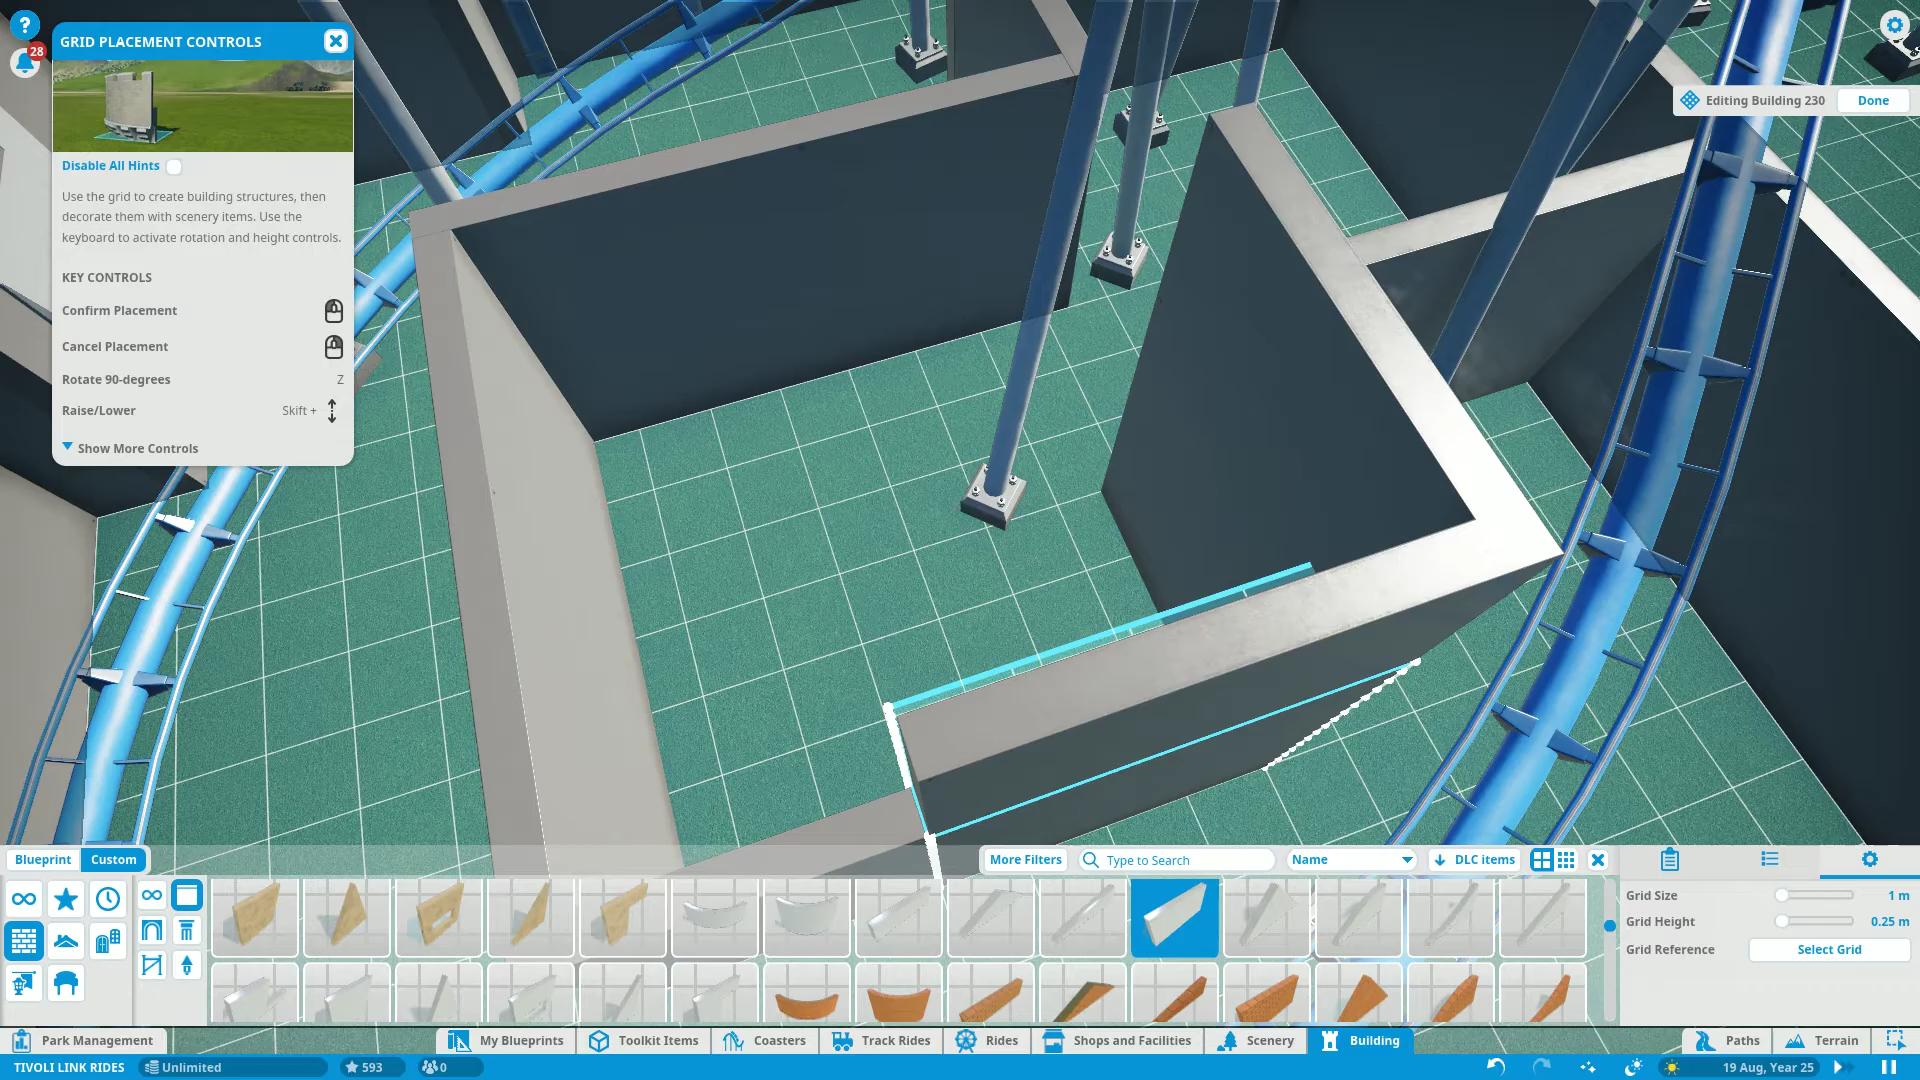 ?
28
GRID PLACEMENT CONTROLS
Disable All Hints
Use the grid to create building structures, then
decorate them with scenery items. Use the
keyboard to activate rotation and height controls.
KEY CONTROLS
Confirm Placement
Cancel Placement
Rotate 90-degrees Z
Raise/Lower Skift +
Show More Controls
Editing Building 230 Done
Blueprint Custom
More Filters Type to Search Name DLC items
Grid Size 1 m
Grid Height 0.25 m
Grid Reference Select Grid
Park Management My Blueprints Toolkit Items Coasters Track Rides Rides Shops and Facilities Scenery Building Paths Terrain
TIVOLI LINK RIDES Unlimited 593 0 19 Aug, Year 25